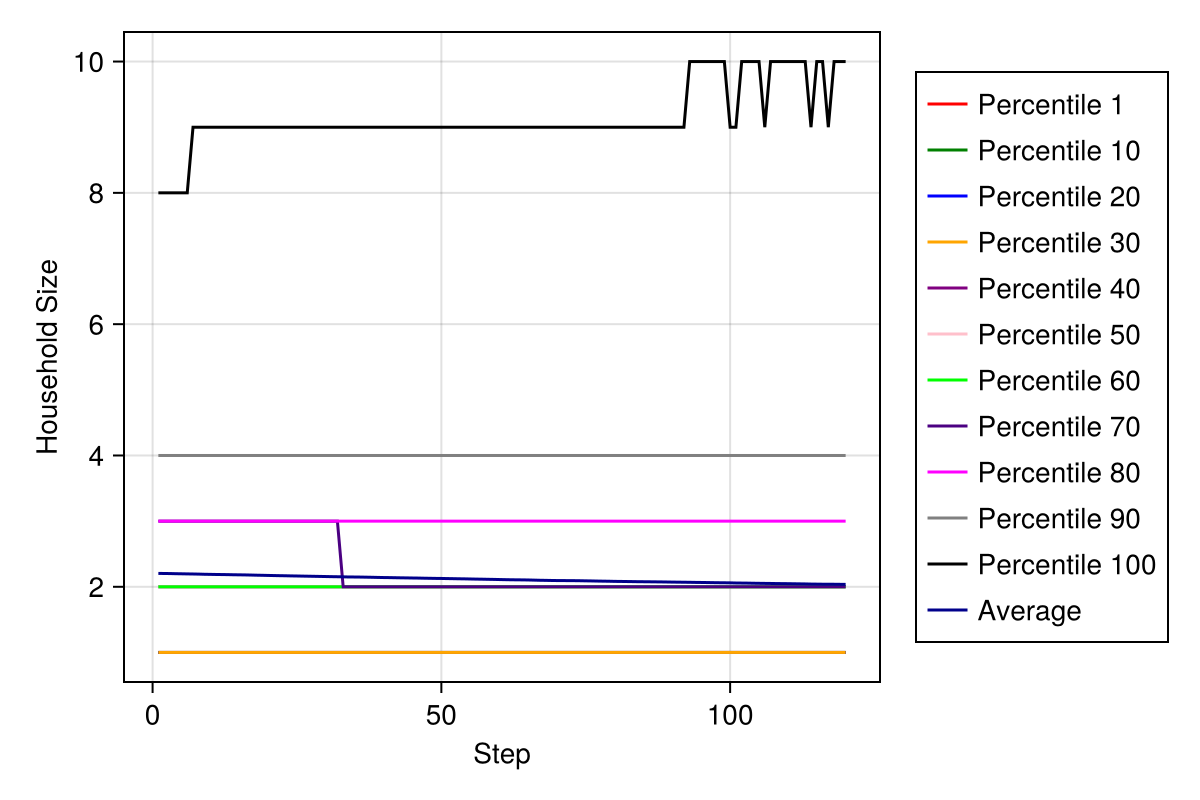 10
8
6
4
2
Household Size
0 50 100
Step
Percentile 1
Percentile 10
Percentile 20
Percentile 30
Percentile 40
Percentile 50
Percentile 60
Percentile 70
Percentile 80
Percentile 90
Percentile 100
Average